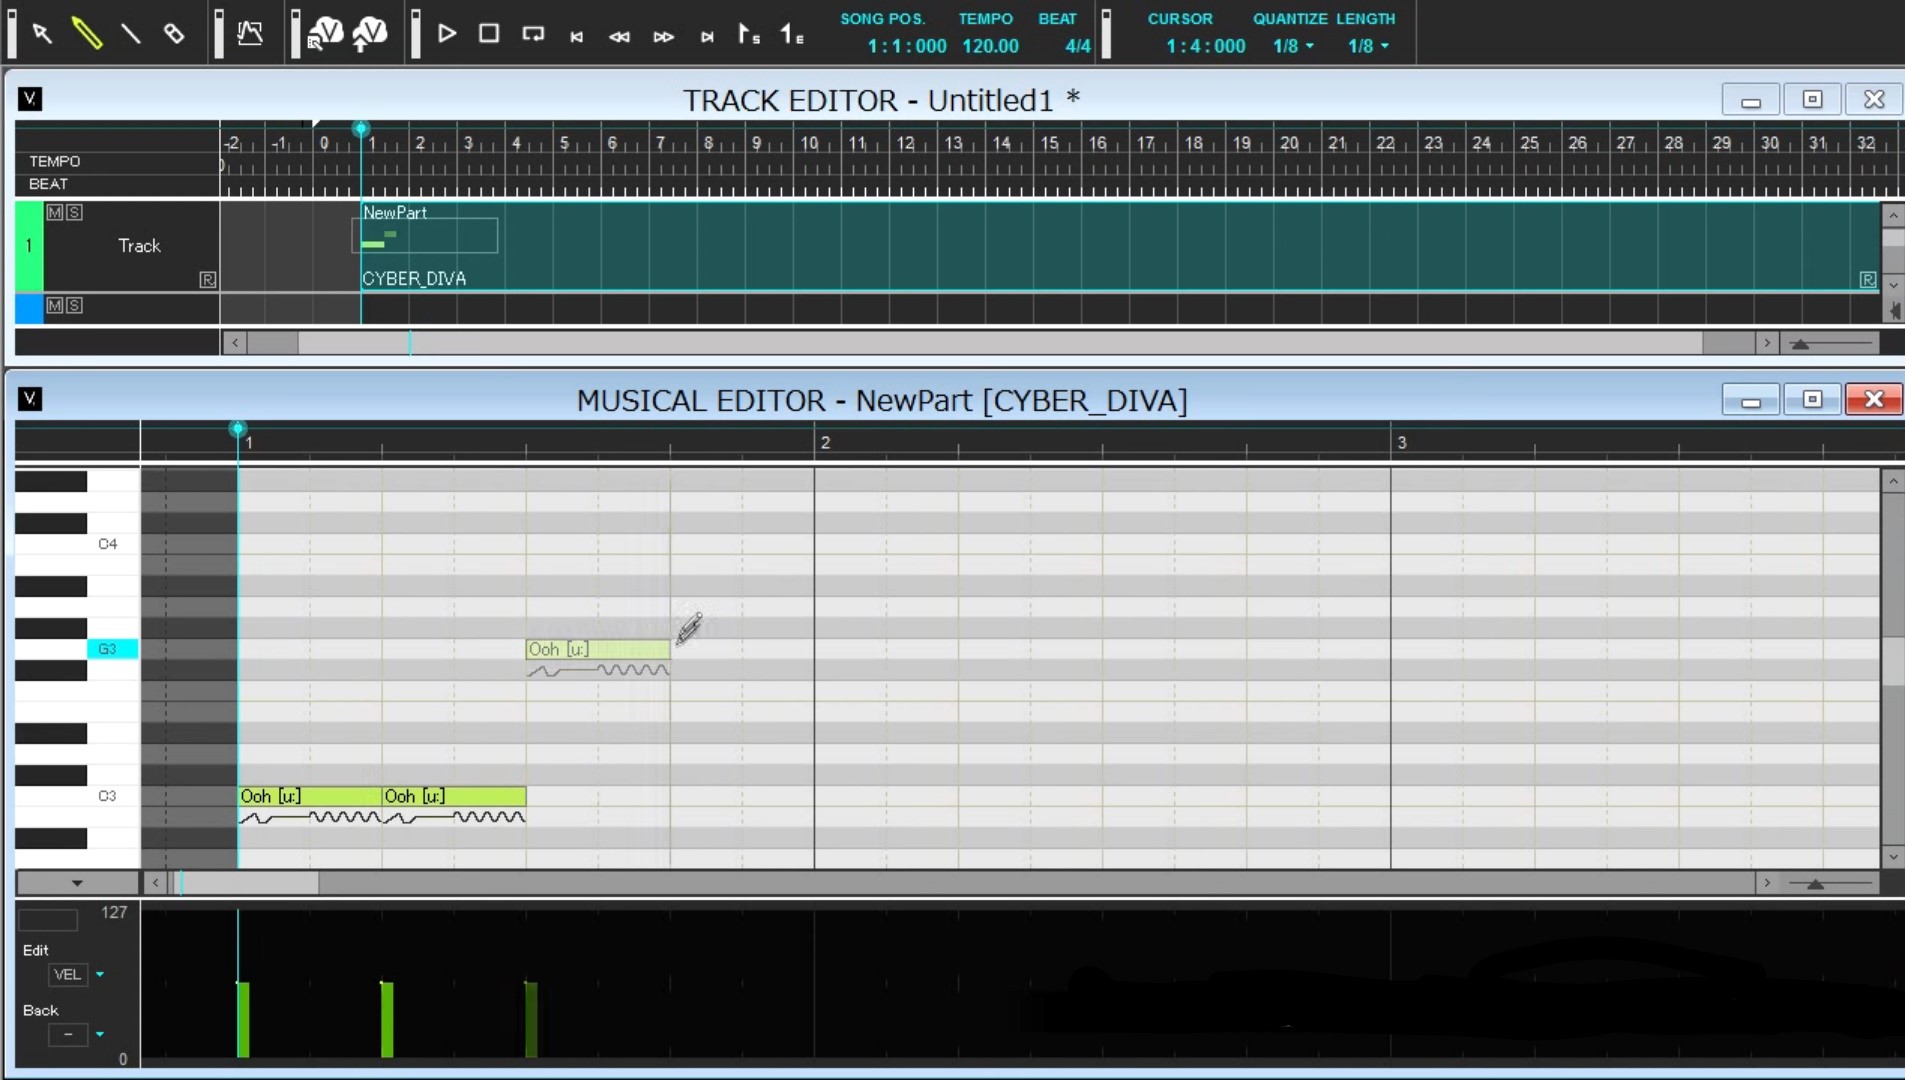 SONG POS. TEMPO BEAT CURSOR QUANTIZE LENGTH
1:1:000 120.00 4/4 1:4:000 1/8 1/8
TRACK EDITOR - Untitled1 *
-2 -1 0 1 2 3 4 5 6 7 8 9 10 11 12 13 14 15 16 17 18 19 20 21 22 23 24 25 26 27 28 29 30 31 32
TEMPO
BEAT
M S NewPart
1 Track
R CYBER_DIVA R
M S
MUSICAL EDITOR - NewPart [CYBER_DIVA]
1 2 3
C4
G3 Ooh [u:]
C3 Ooh [u:] Ooh [u:]
127
Edit
VEL
Back
-
0